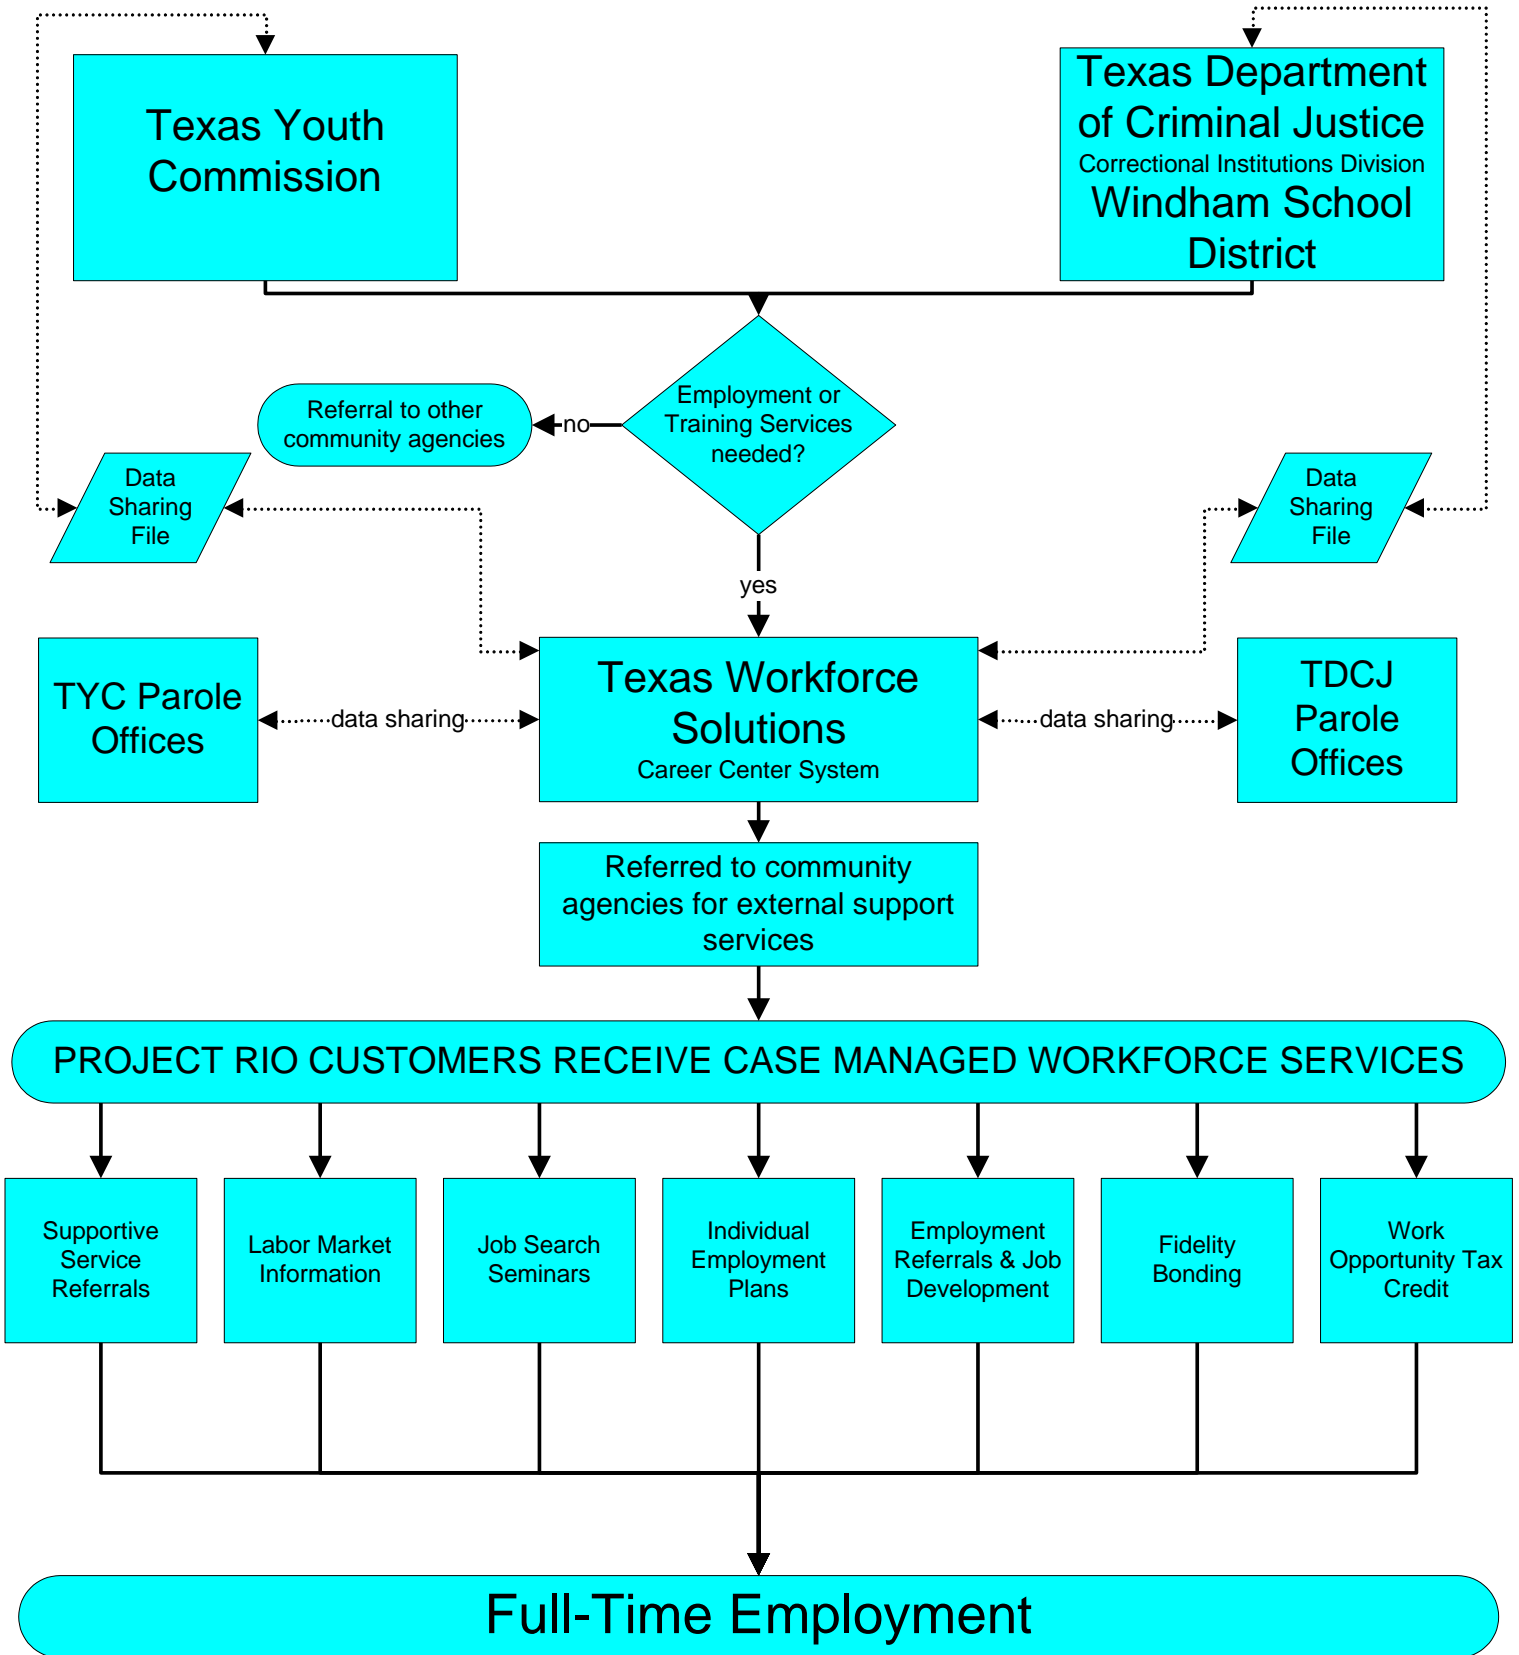 Texas Youth
Commission
Texas Department
of Criminal Justice
Correctional Institutions Division
Windham School
District
Employment or
Training Services
needed?
no
Referral to other
community agencies
Data
Sharing
File
Data
Sharing
File
yes
TYC Parole
Offices
data sharing
Texas Workforce
Solutions
Career Center System
data sharing
TDCJ
Parole
Offices
Referred to community
agencies for external support
services
PROJECT RIO CUSTOMERS RECEIVE CASE MANAGED WORKFORCE SERVICES
Supportive
Service
Referrals
Labor Market
Information
Job Search
Seminars
Individual
Employment
Plans
Employment
Referrals & Job
Development
Fidelity
Bonding
Work
Opportunity Tax
Credit
Full-Time Employment